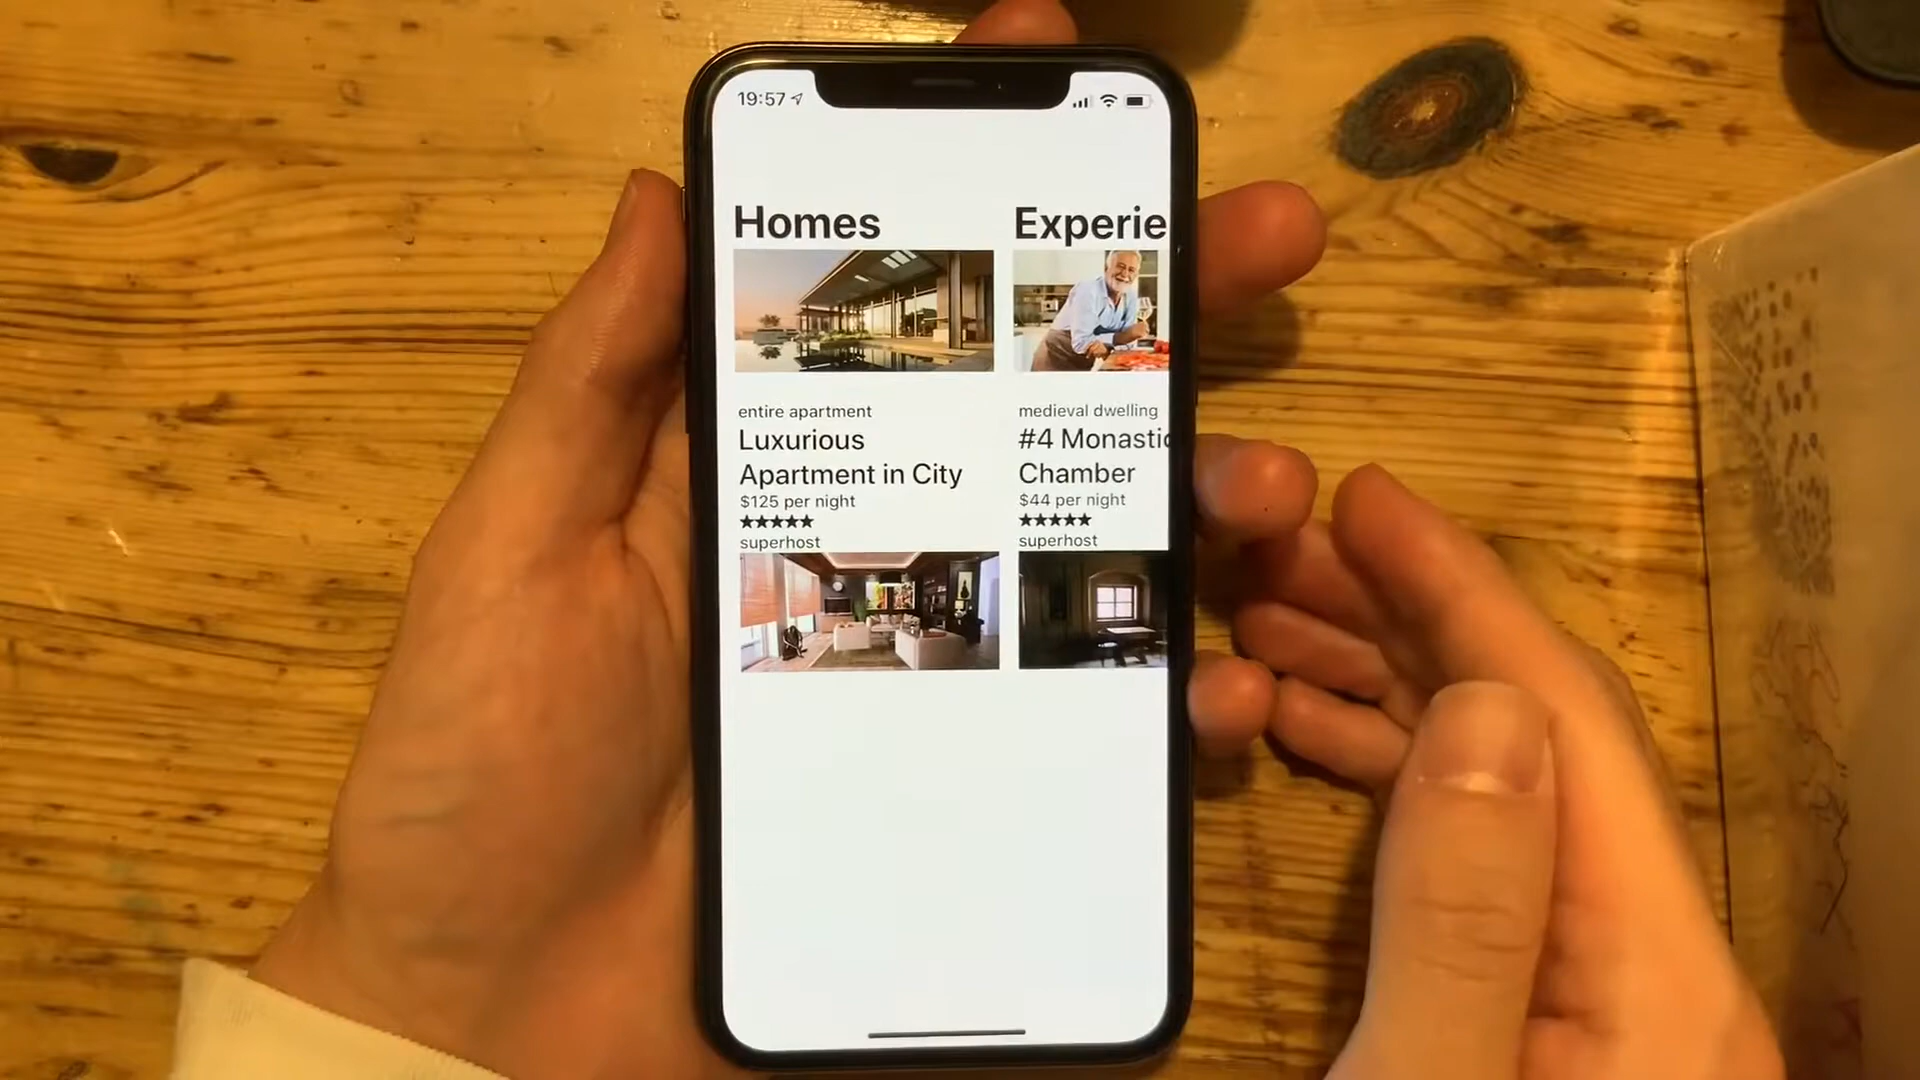 19:57
Homes
Experie
entire apartment
Luxurious
Apartment in City
$125 per night
★★★★★
superhost
medieval dwelling
#4 Monastic
Chamber
$44 per night
★★★★★
superhost